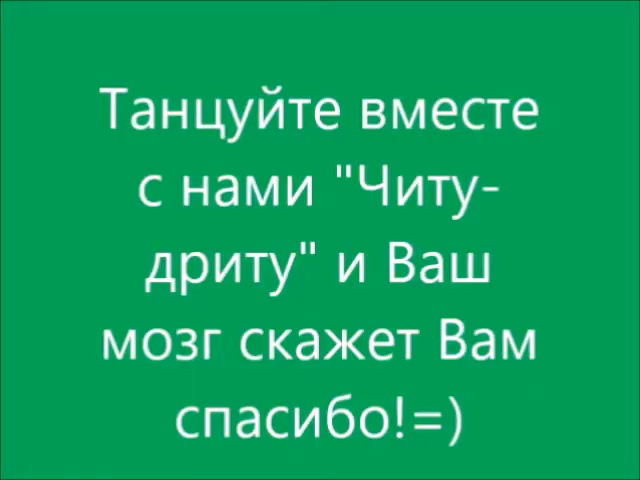 Танцуйте вместе
с нами "Читу-
дриту" и Ваш
мозг скажет Вам
спасибо!=)